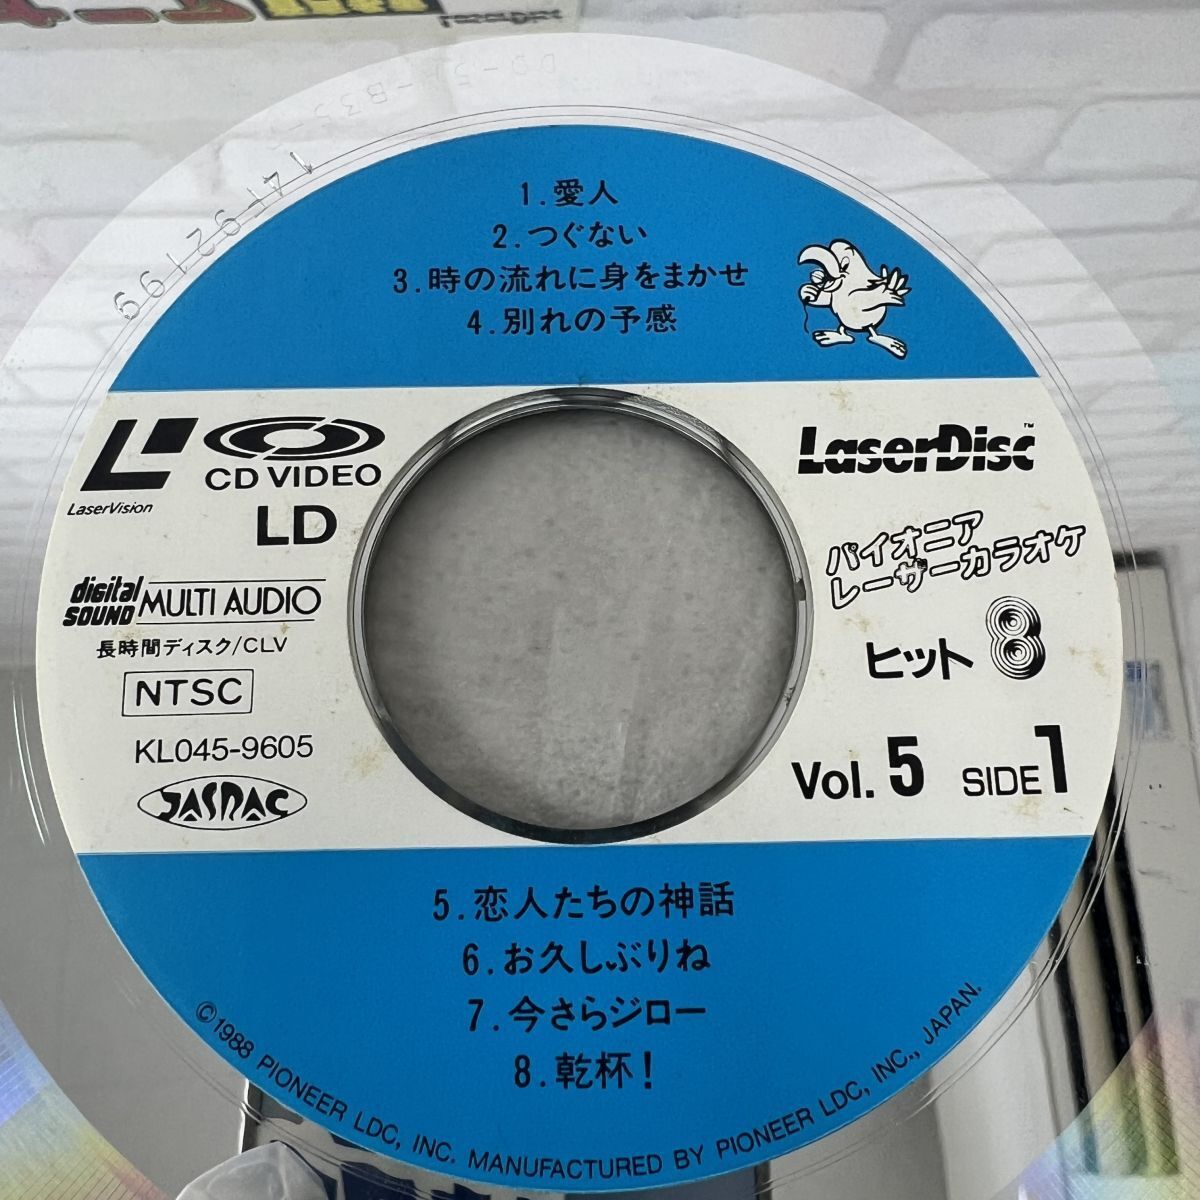 LaserDisc
1.愛人
2.つぐない
3.時の流れに身をまかせ
4.別れの予感
LaserVision
CD VIDEO
LD
digital SOUND MULTI AUDIO
長時間ディスク/CLV
NTSC
KL045-9605
JASRAC
LaserDisc™
パイオニア
レーザーカラオケ
ヒット8
Vol. 5 SIDE 1
5.恋人たちの神話
6.お久しぶりね
7.今さらジロー
8.乾杯!
©1988 PIONEER LDC, INC. MANUFACTURED BY PIONEER LDC, INC., JAPAN.